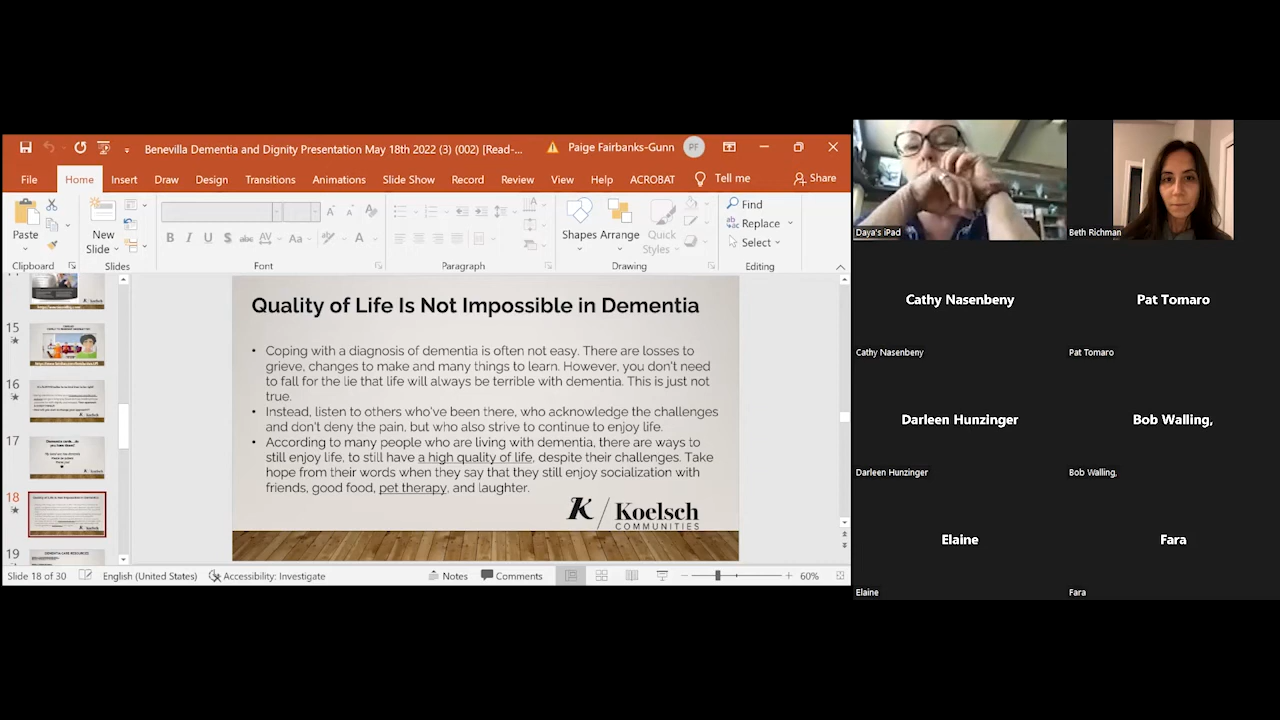 Benevilla Dementia and Dignity Presentation May 18th 2022 (3) (002) [Read-...
Paige Fairbanks-Gunn
PF
File Home Insert Draw Design Transitions Animations Slide Show Record Review View Help ACROBAT Tell me Share
Paste
New
Slide
Shapes Arrange Quick
Styles
Find
Replace
Select
Clipboard Slides Font Paragraph Drawing Editing
15
16
17
18
19
Quality of Life Is Not Impossible in Dementia
• Coping with a diagnosis of dementia is often not easy. There are losses to
grieve, changes to make and many things to learn. However, you don't need
to fall for the lie that life will always be terrible with dementia. This is just not
true.
• Instead, listen to others who've been there, who acknowledge the challenges
and don't deny the pain, but who also strive to continue to enjoy life.
• According to many people who are living with dementia, there are ways to
still enjoy life, to still have a high quality of life, despite their challenges. Take
hope from their words when they say that they still enjoy socialization with
friends, good food, pet therapy, and laughter.
K / Koelsch
COMMUNITIES
Slide 18 of 30 English (United States) Accessibility: Investigate Notes Comments 60%
Daya's iPad
Beth Richman
Cathy Nasenbeny
Pat Tomaro
Cathy Nasenbeny
Pat Tomaro
Darleen Hunzinger
Bob Walling,
Darleen Hunzinger
Bob Walling,
Elaine
Fara
Elaine
Fara